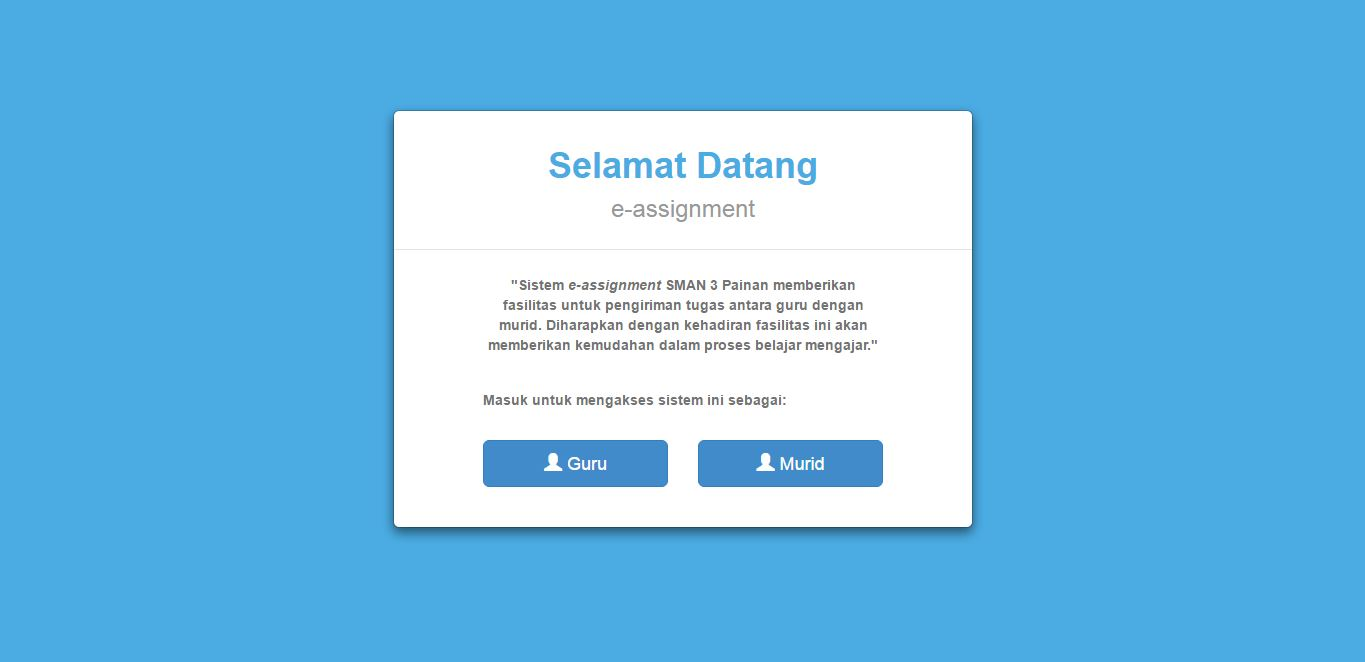 Selamat Datang
e-assignment
"Sistem e-assignment SMAN 3 Painan memberikan
fasilitas untuk pengiriman tugas antara guru dengan
murid. Diharapkan dengan kehadiran fasilitas ini akan
memberikan kemudahan dalam proses belajar mengajar."
Masuk untuk mengakses sistem ini sebagai:
Guru
Murid